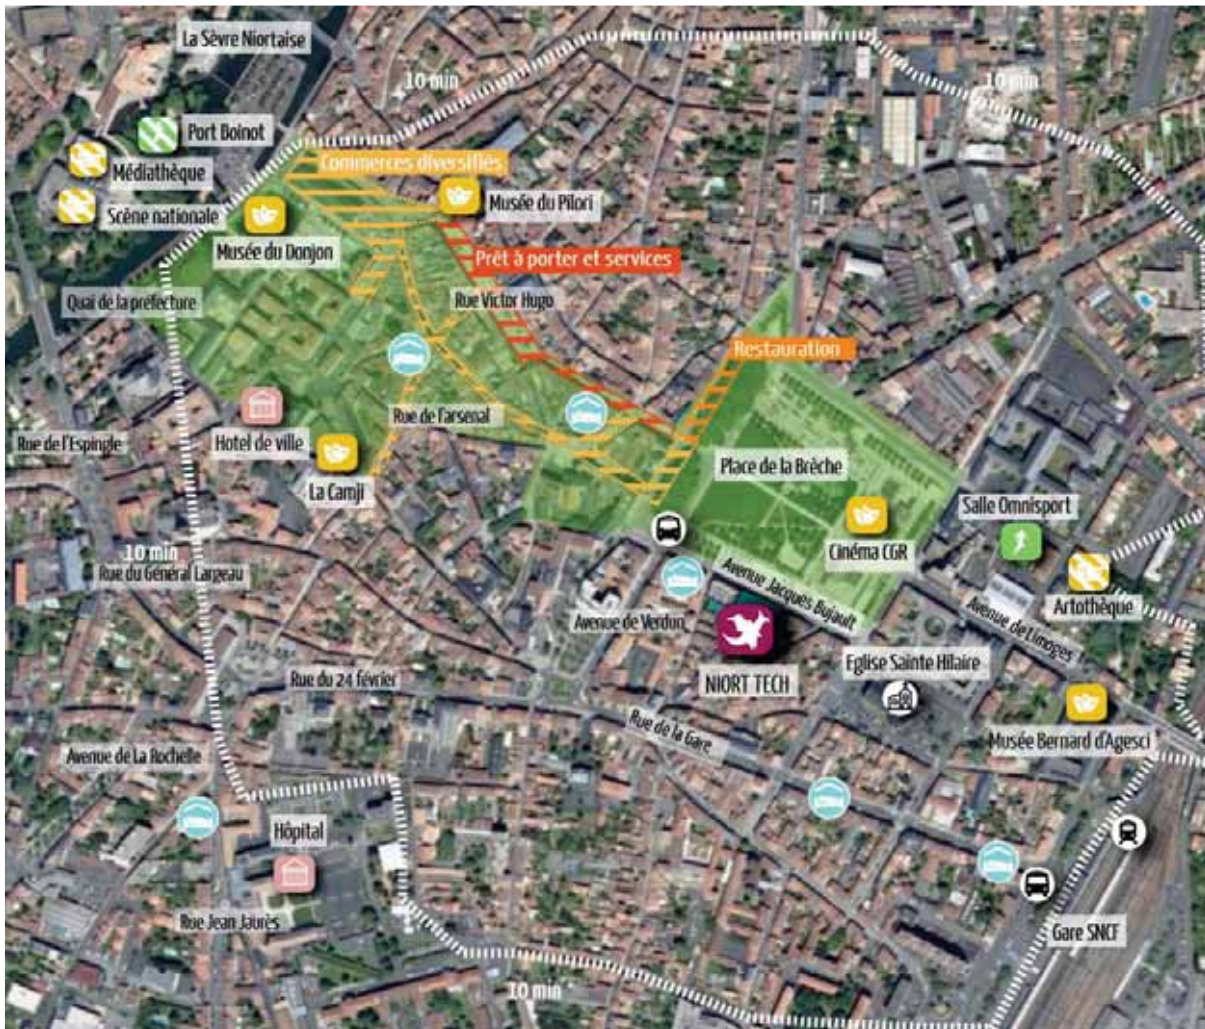 La Sèvre Niortaise
10 min
10 min
Port Boinot
Médiathèque
Commerces diversifiés
Scène nationale
Musée du Pilori
Musée du Donjon
Prêt à porter et services
Quai de la préfecture
Rue Victor Hugo
Restauration
Rue de l'arsenal
Hotel de ville
Rue de l'Espingle
Place de la Brèche
La Camji
Salle Omnisport
Cinéma CGR
10 min
Rue du Général Largeau
Avenue Jacques Bujault
Artothèque
Avenue de Verdun
Avenue de Limoges
Eglise Sainte Hilaire
NIORT TECH
Rue du 24 février
Rue de la Gare
Musée Bernard d'Agesci
Avenue de La Rochelle
Hôpital
Rue Jean Jaurès
Gare SNCF
10 min